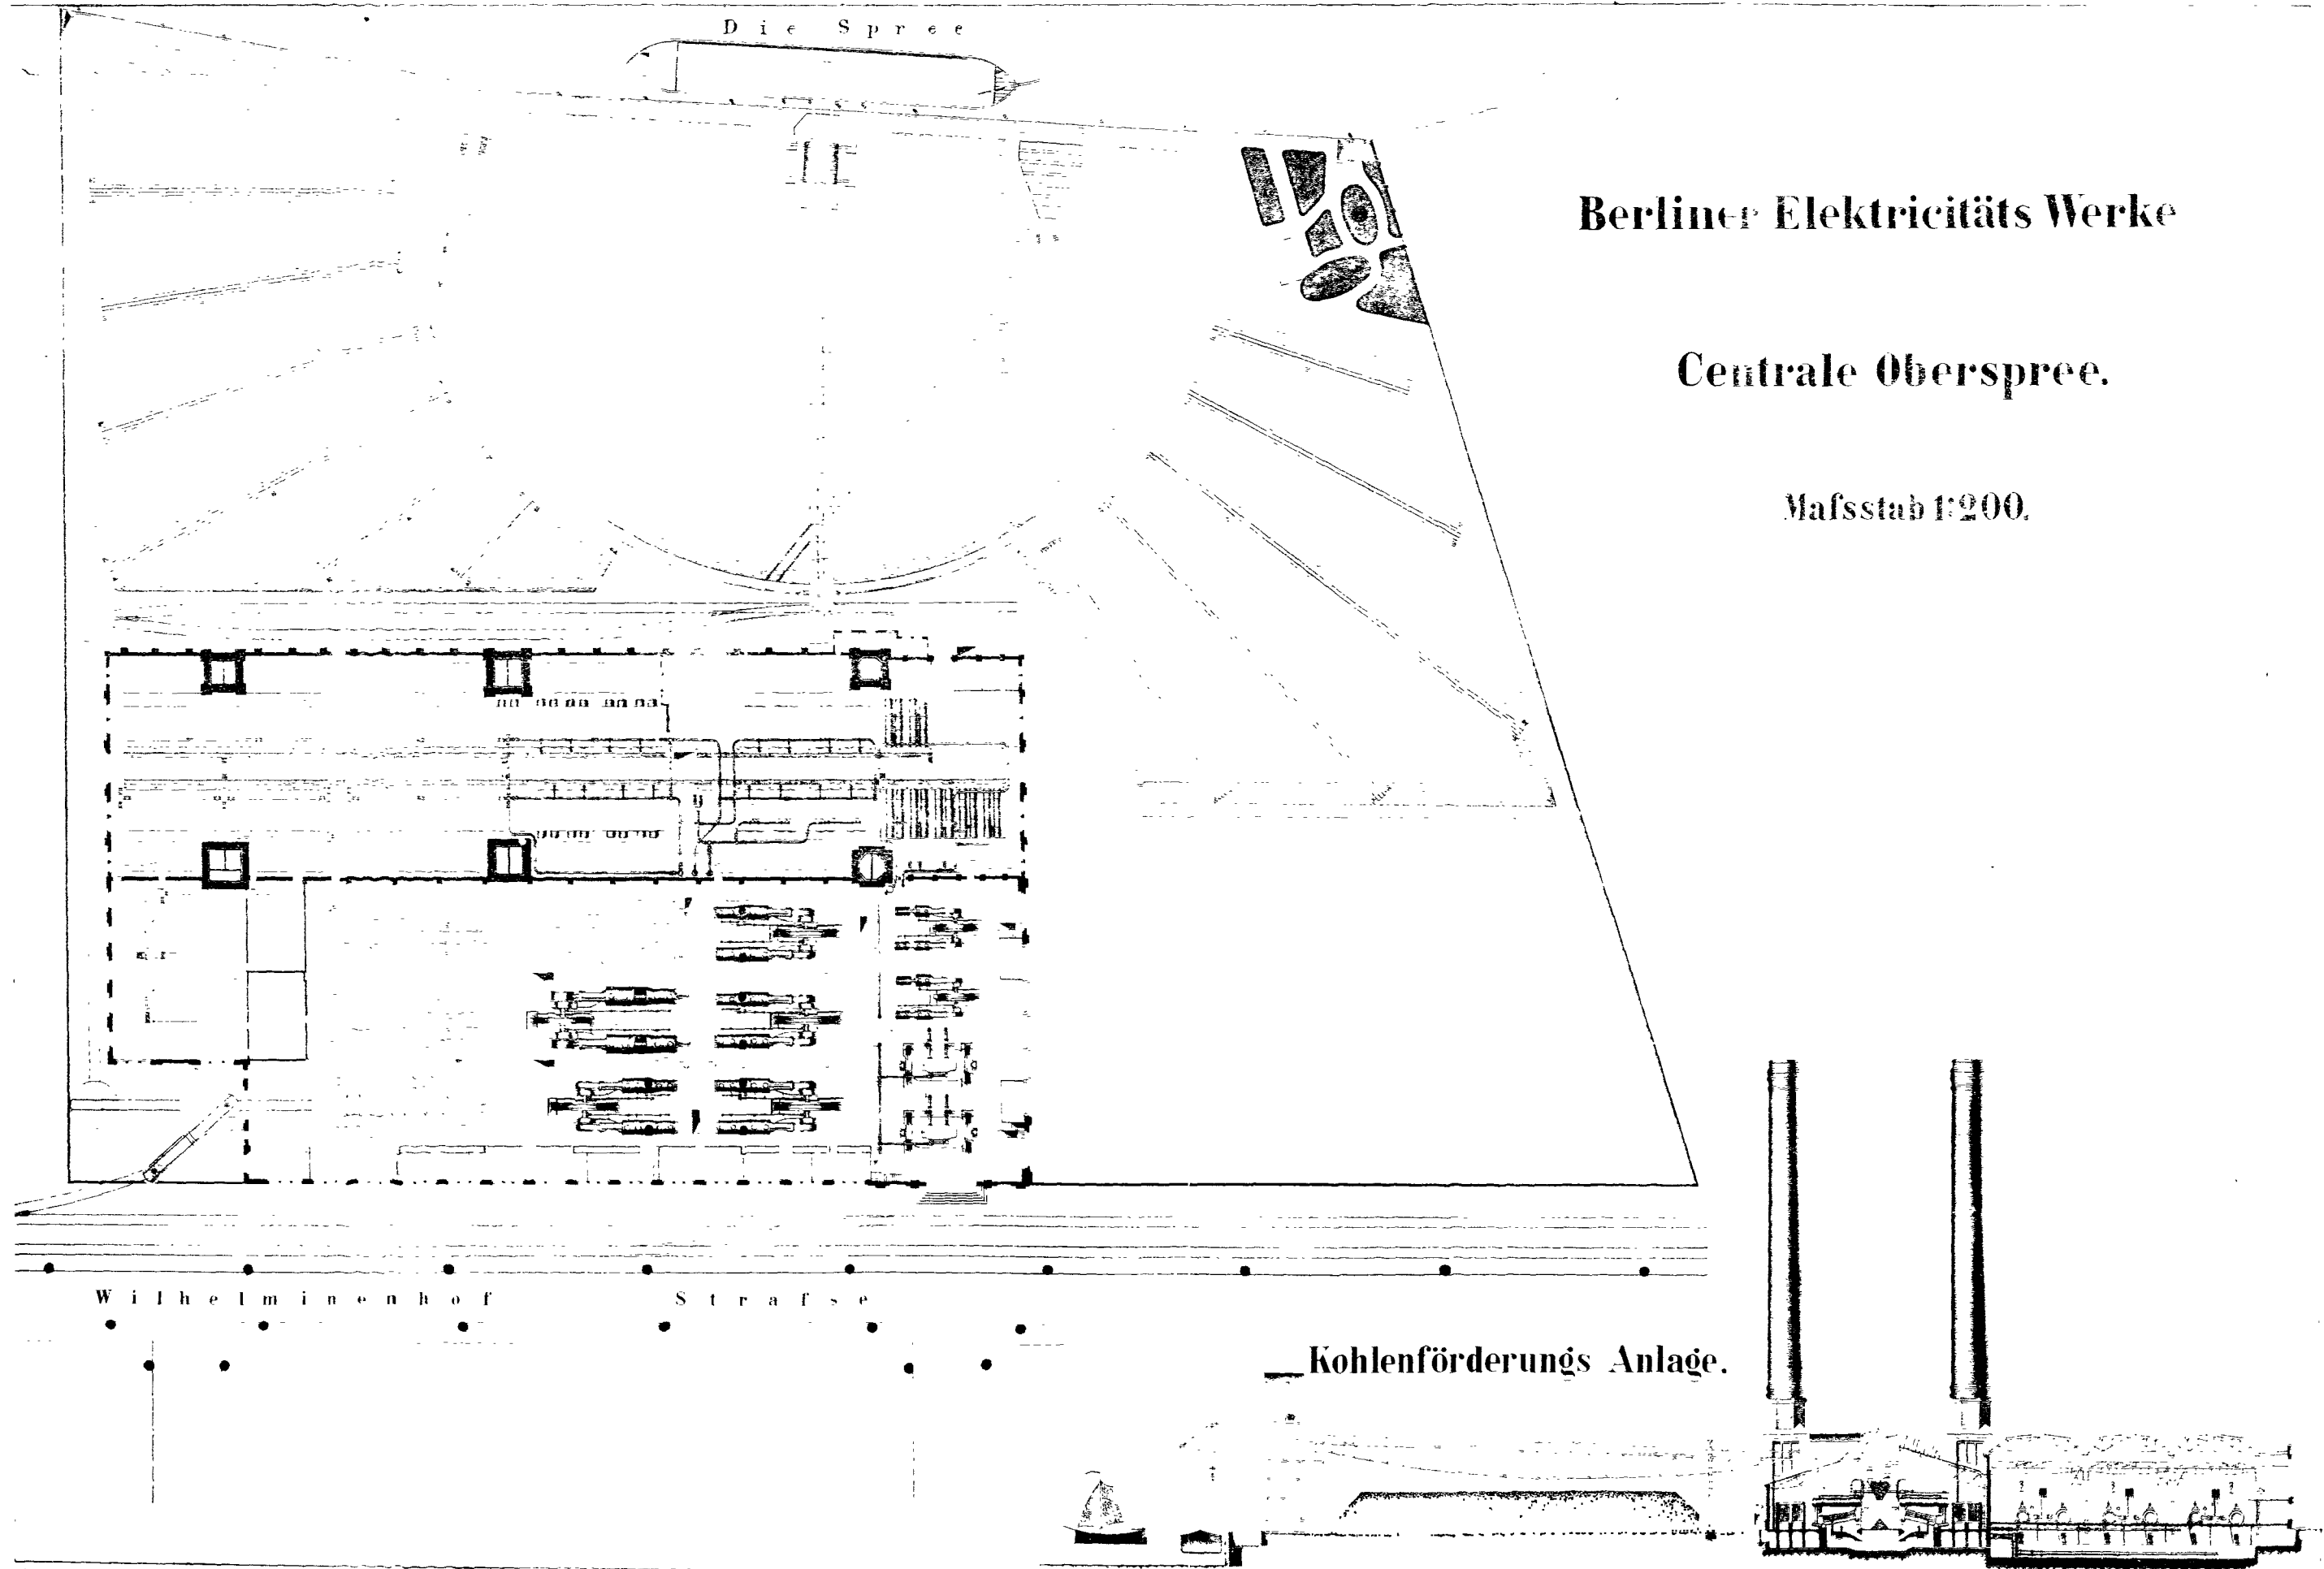 Die Spree
Berliner Elektricitäts Werke
Centrale Oberspree.
Mafsstab 1:200.
Wilhelminenhof Strafse
Kohlenförderungs Anlage.